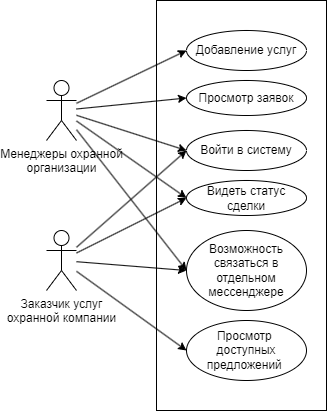 Добавление услуг
Просмотр заявок
Менеджеры охранной
организации
Войти в систему
Видеть статус
сделки
Возможность
связаться в
отдельном
мессенджере
Заказчик услуг
охранной компании
Просмотр
доступных
предложений